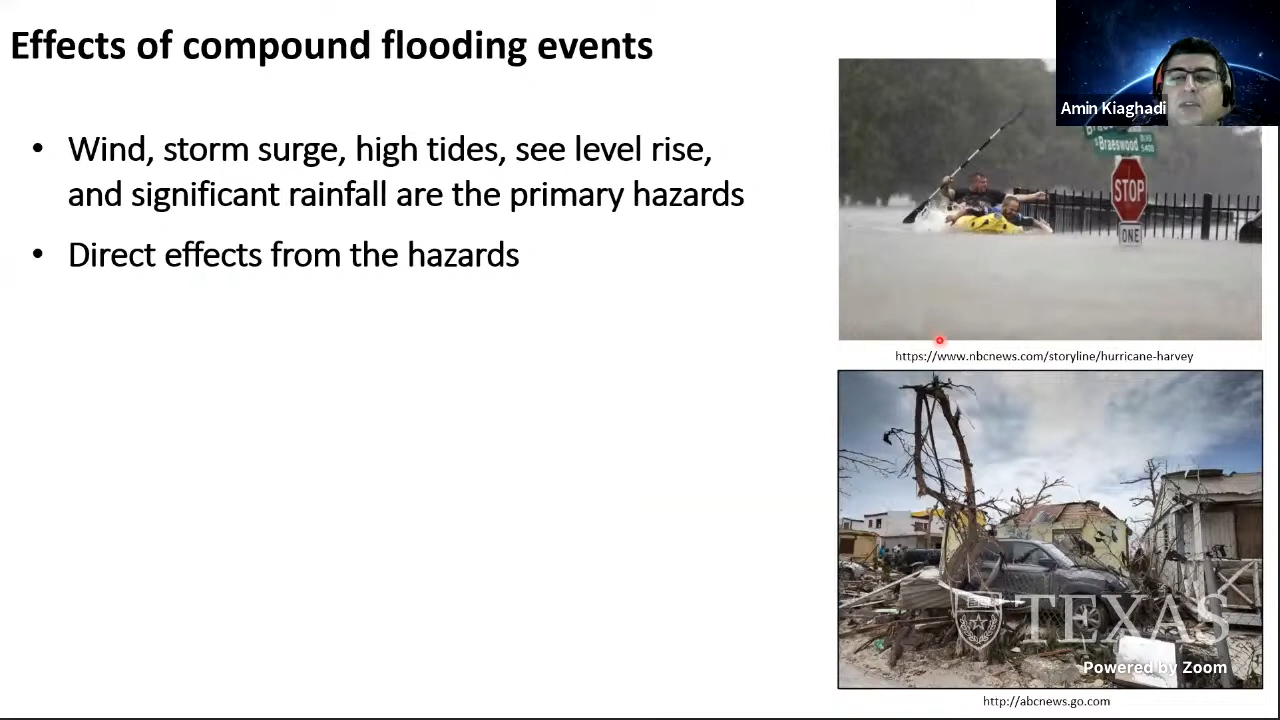 Effects of compound flooding events
Amin Kiaghadi
• Wind, storm surge, high tides, see level rise,
and significant rainfall are the primary hazards
• Direct effects from the hazards
Braeswood
STOP
ONE
https://www.nbcnews.com/storyline/hurricane-harvey
TEXAS
Powered by Zoom
http://abcnews.go.com